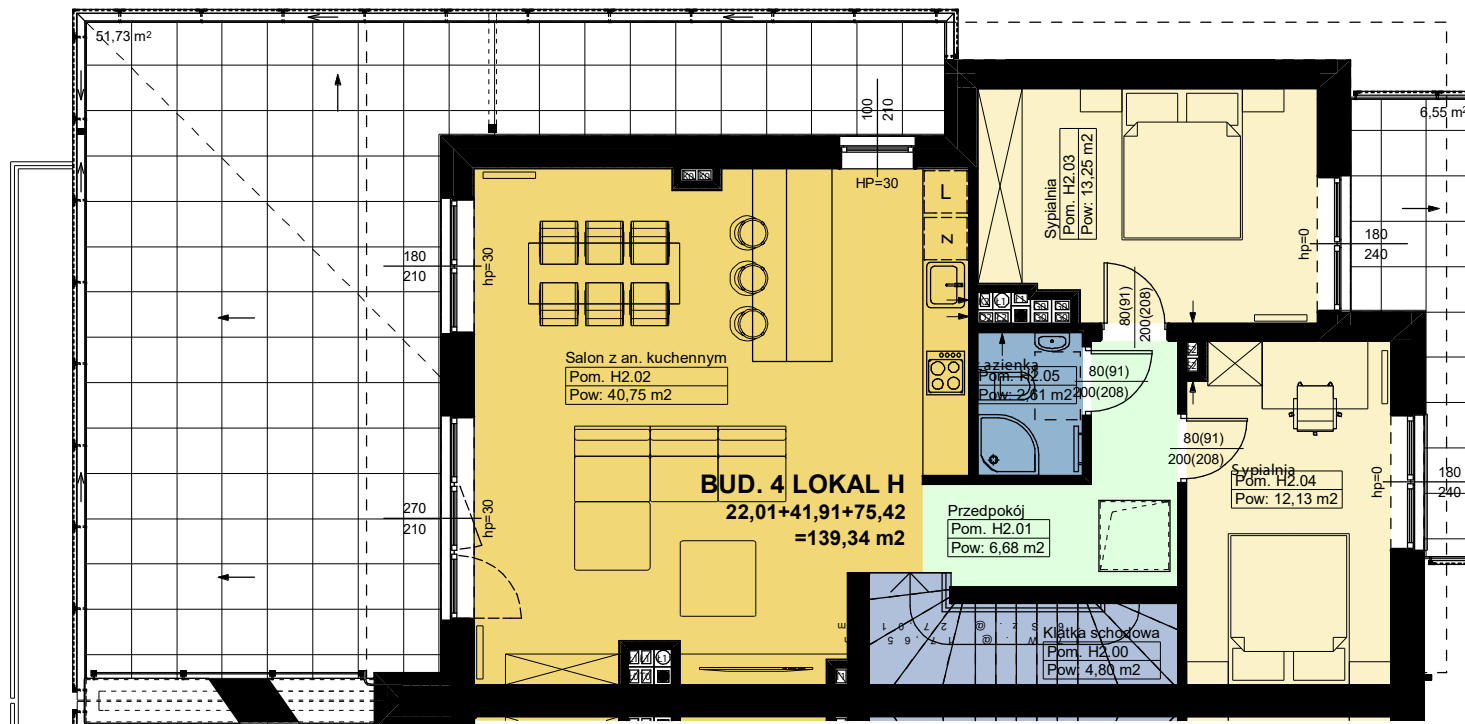 51,73 m²
6,55 m²
100
210
HP=30
L
Z
Sypialnia
Pom. H2.03
Pow: 13,25 m2
180
210
hp=30
hp=0
180
240
80(91)
200(208)
Salon z an. kuchennym
Pom. H2.02
Pow: 40,75 m2
Łazienka
Pom. H2.05
Pow: 2,61 m2
80(91)
200(208)
80(91)
200(208)
Sypialnia
Pom. H2.04
Pow: 12,13 m2
hp=0
180
240
BUD. 4 LOKAL H
22,01+41,91+75,42
=139,34 m2
270
210
hp=30
Przedpokój
Pom. H2.01
Pow: 6,68 m2
Klatka schodowa
Pom. H2.00
Pow: 4,80 m2